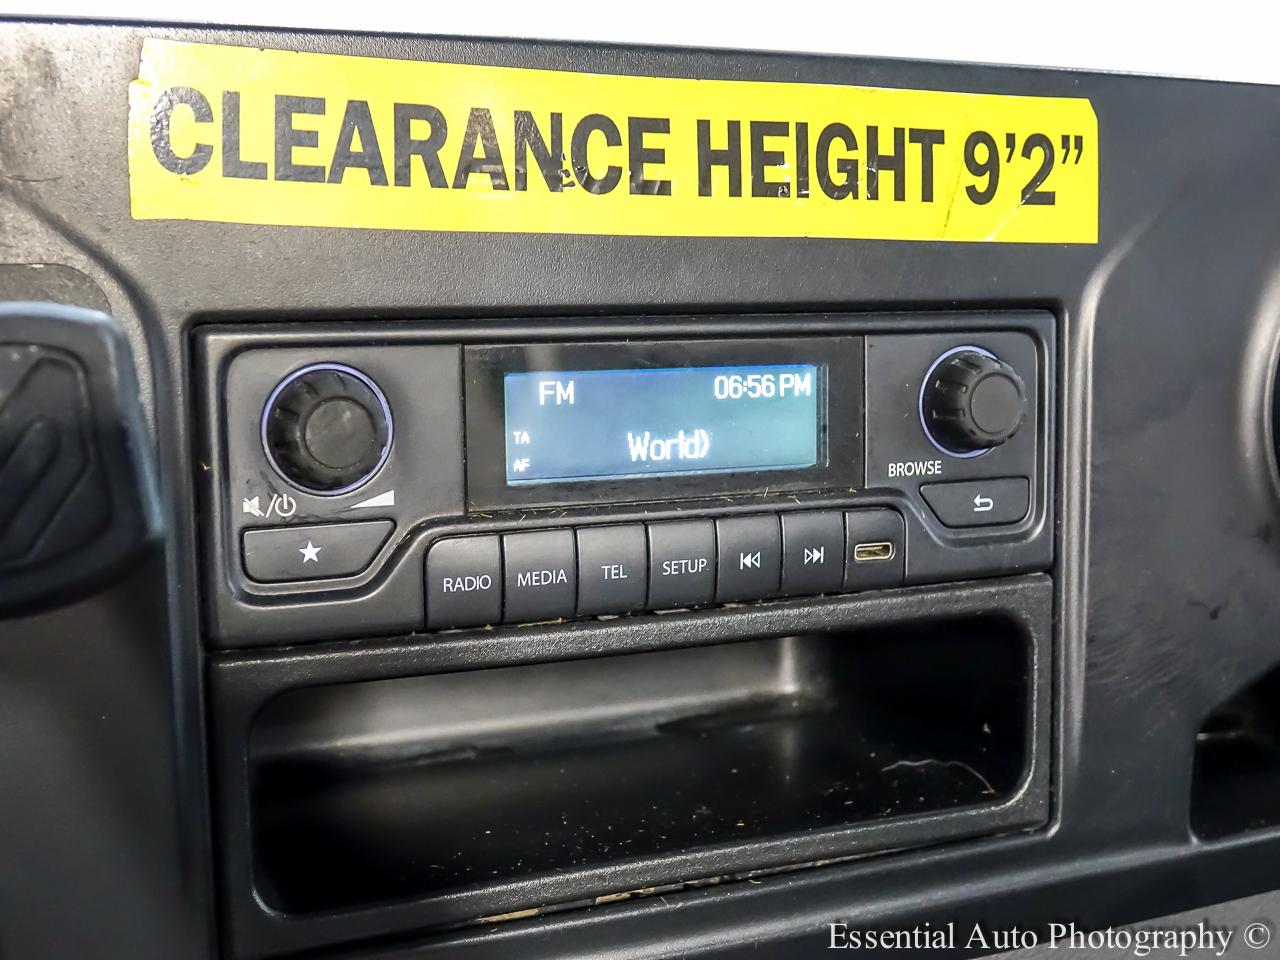 CLEARANCE HEIGHT 9'2"
FM 06:56 PM
TA
World)
AF
BROWSE
RADIO MEDIA TEL SETUP
Essential Auto Photography ©